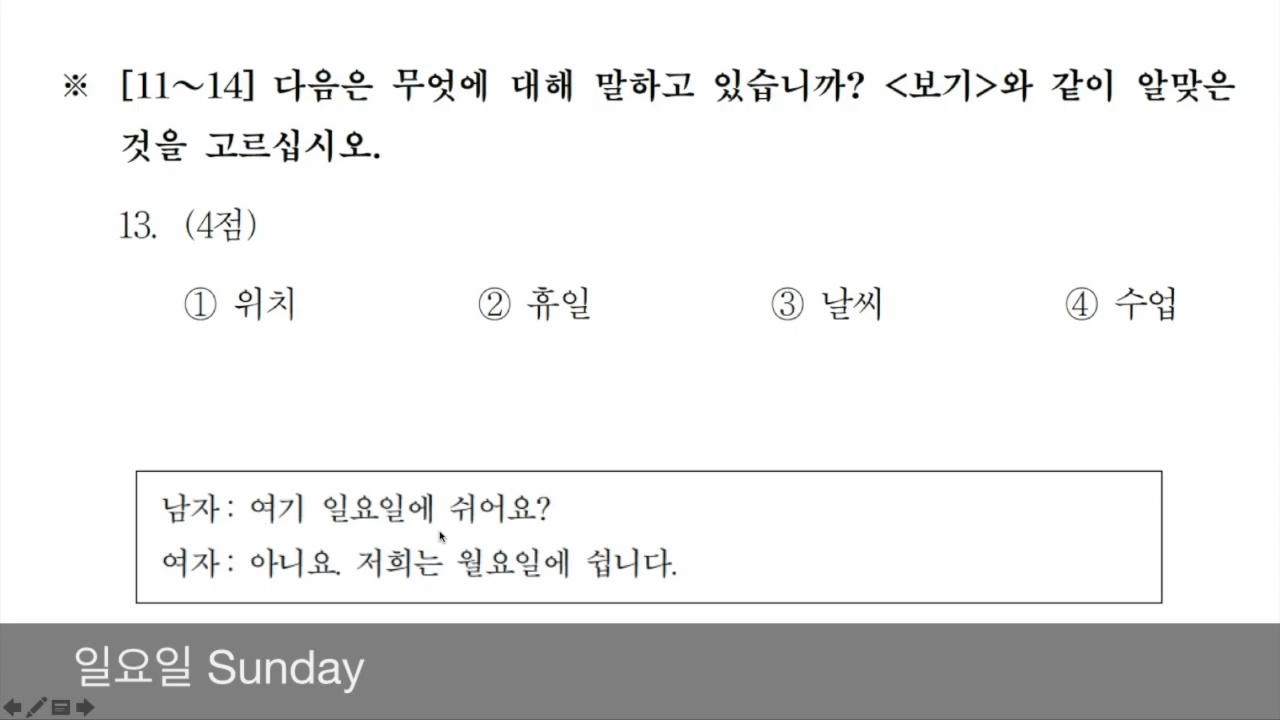 ※ [11～14] 다음은 무엇에 대해 말하고 있습니까? <보기>와 같이 알맞은
것을 고르십시오.
13. (4점)
① 위치 ② 휴일 ③ 날씨 ④ 수업
남자: 여기 일요일에 쉬어요?
여자: 아니요. 저희는 월요일에 쉽니다.
일요일 Sunday